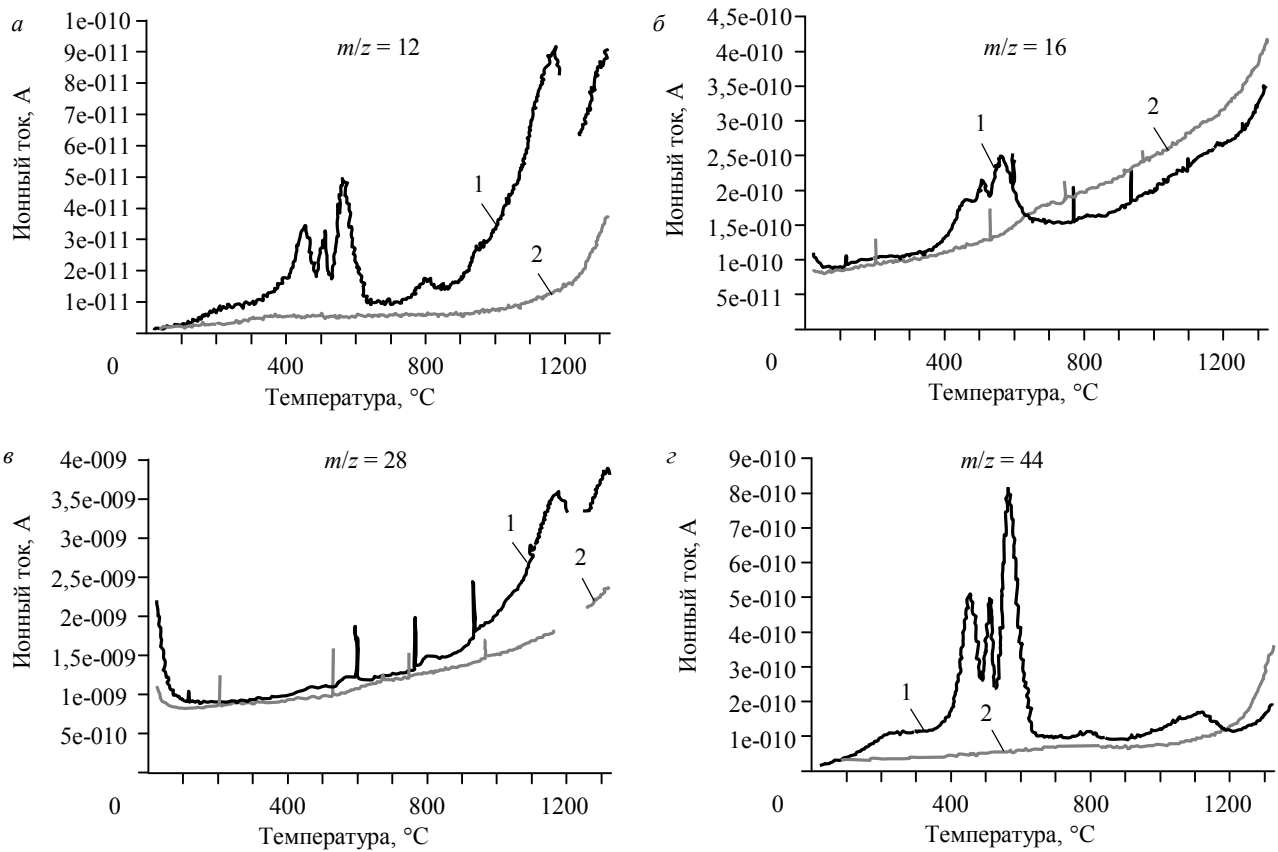 а
m/z = 12
Ионный ток, А
1e-010
9e-011
8e-011
7e-011
6e-011
5e-011
4e-011
3e-011
2e-011
1e-011
1
2
0
400
800
1200
Температура, °C
б
m/z = 16
Ионный ток, А
4,5e-010
4e-010
3,5e-010
3e-010
2,5e-010
2e-010
1,5e-010
1e-010
5e-011
1
2
0
400
800
1200
Температура, °C
в
m/z = 28
Ионный ток, А
4e-009
3,5e-009
3e-009
2,5e-009
2e-009
1,5e-009
1e-009
5e-010
1
2
0
400
800
1200
Температура, °C
г
m/z = 44
Ионный ток, А
9e-010
8e-010
7e-010
6e-010
5e-010
4e-010
3e-010
2e-010
1e-010
1
2
0
400
800
1200
Температура, °C